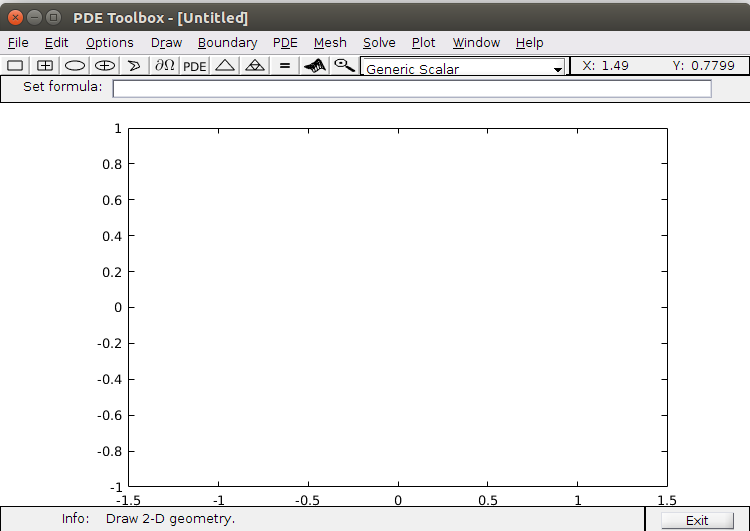 PDE Toolbox - [Untitled]
File Edit Options Draw Boundary PDE Mesh Solve Plot Window Help
∂Ω PDE = Generic Scalar X: 1.49 Y: 0.7799
Set formula:
1
0.8
0.6
0.4
0.2
0
-0.2
-0.4
-0.6
-0.8
-1
-1.5 -1 -0.5 0 0.5 1 1.5
Info: Draw 2-D geometry. Exit